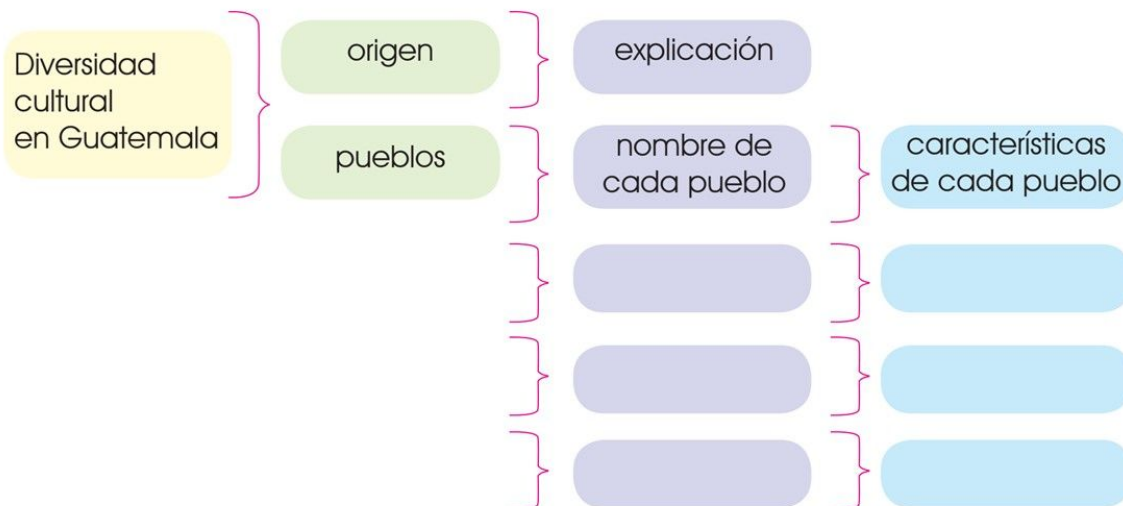 Diversidad
cultural
en Guatemala
origen
explicación
pueblos
nombre de
cada pueblo
características
de cada pueblo